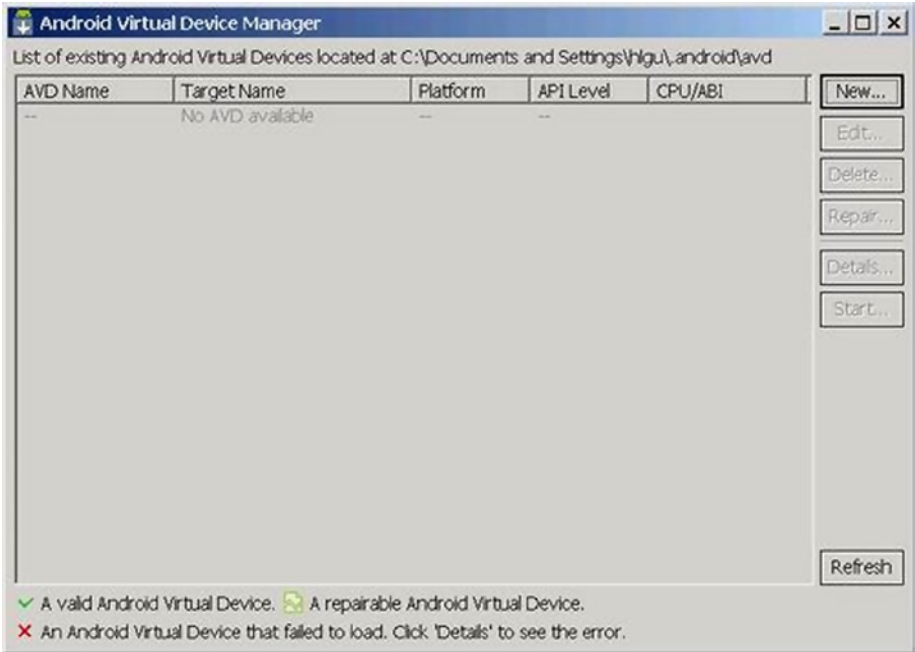 Android Virtual Device Manager
List of existing Android Virtual Devices located at C:\Documents and Settings\hlgu\.android\avd
AVD Name Target Name Platform API Level CPU/ABI
-- No AVD available -- --
New...
Edit...
Delete...
Repair...
Details...
Start...
Refresh
A valid Android Virtual Device. A repairable Android Virtual Device.
An Android Virtual Device that failed to load. Click 'Details' to see the error.